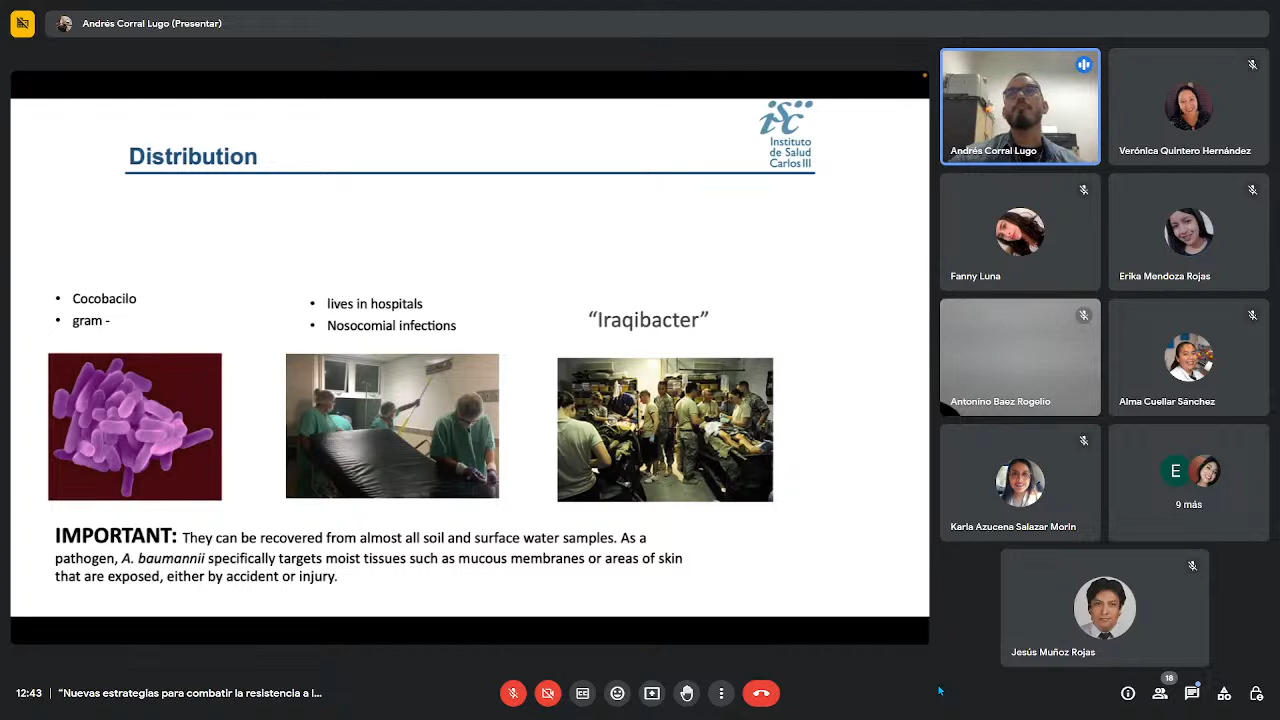 Andrés Corral Lugo (Presentar)
isc
Instituto
de Salud
Carlos III
Distribution
• Cocobacilo
• gram -
• lives in hospitals
• Nosocomial infections
“Iraqibacter”
IMPORTANT: They can be recovered from almost all soil and surface water samples. As a
pathogen, A. baumannii specifically targets moist tissues such as mucous membranes or areas of skin
that are exposed, either by accident or injury.
Andrés Corral Lugo
Verónica Quintero Hernández
Fanny Luna
Erika Mendoza Rojas
Antonino Baez Rogelio
Alma Cuellar Sánchez
Karla Azucena Salazar Morin
E
9 más
Jesús Muñoz Rojas
12:43 | “Nuevas estrategias para combatir la resistencia a l...
18